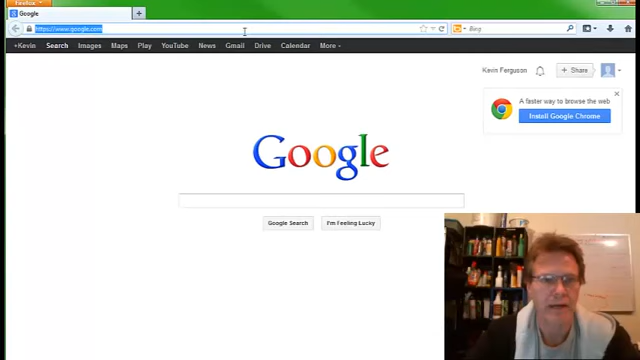 Firefox
Google
https://www.google.com
Bing
+Kevin Search Images Maps Play YouTube News Gmail Drive Calendar More
Kevin Ferguson
+ Share
A faster way to browse the web
Install Google Chrome
Google
Google Search
I'm Feeling Lucky